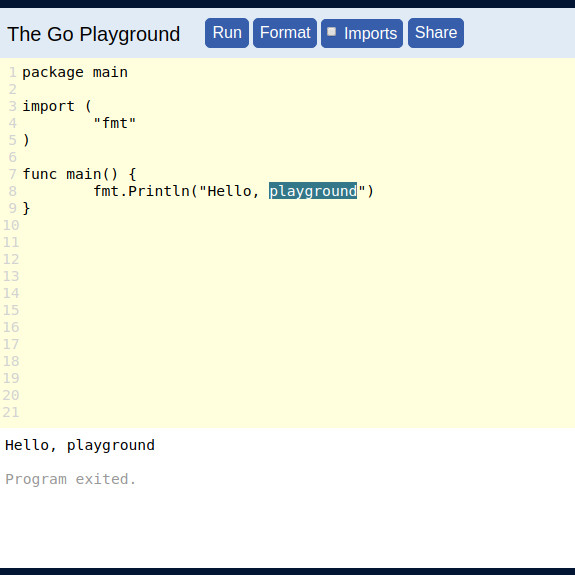 The Go Playground Run Format Imports Share
1 package main
2
3 import (
4         "fmt"
5 )
6
7 func main() {
8         fmt.Println("Hello, playground")
9 }
10
11
12
13
14
15
16
17
18
19
20
21
Hello, playground
Program exited.